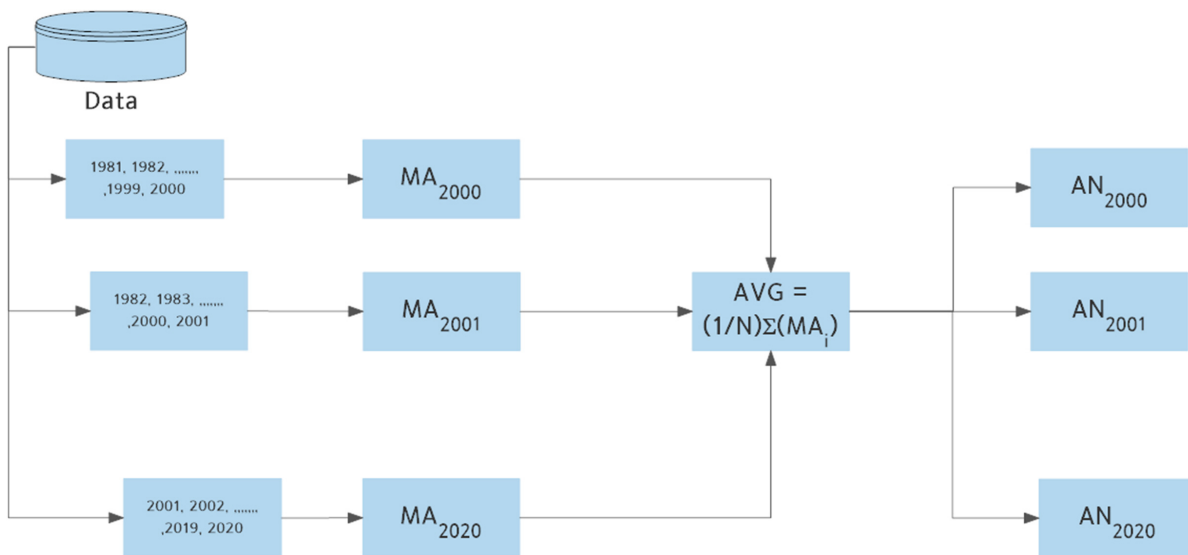 Data
1981, 1982, ,,,,,,,
,1999, 2000
MA2000
AN2000
1982, 1983, ,,,,,,,
,2000, 2001
MA2001
AVG =
(1/N)Σ(MAi)
AN2001
2001, 2002, ,,,,,,,
,2019, 2020
MA2020
AN2020